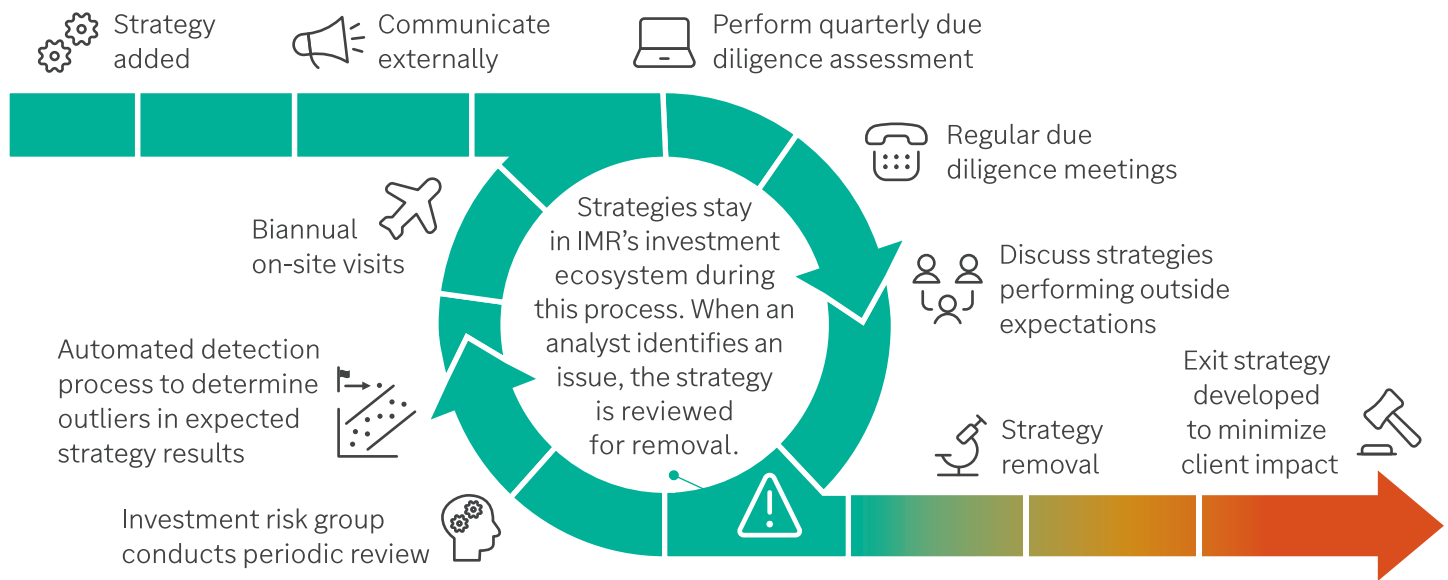 Strategy
added
Communicate
externally
Perform quarterly due
diligence assessment
Regular due
diligence meetings
Discuss strategies
performing outside
expectations
Exit strategy
developed
to minimize
client impact
Strategy
removal
Strategies stay
in IMR’s investment
ecosystem during
this process. When an
analyst identifies an
issue, the strategy
is reviewed
for removal.
Investment risk group
conducts periodic review
Automated detection
process to determine
outliers in expected
strategy results
Biannual
on-site visits